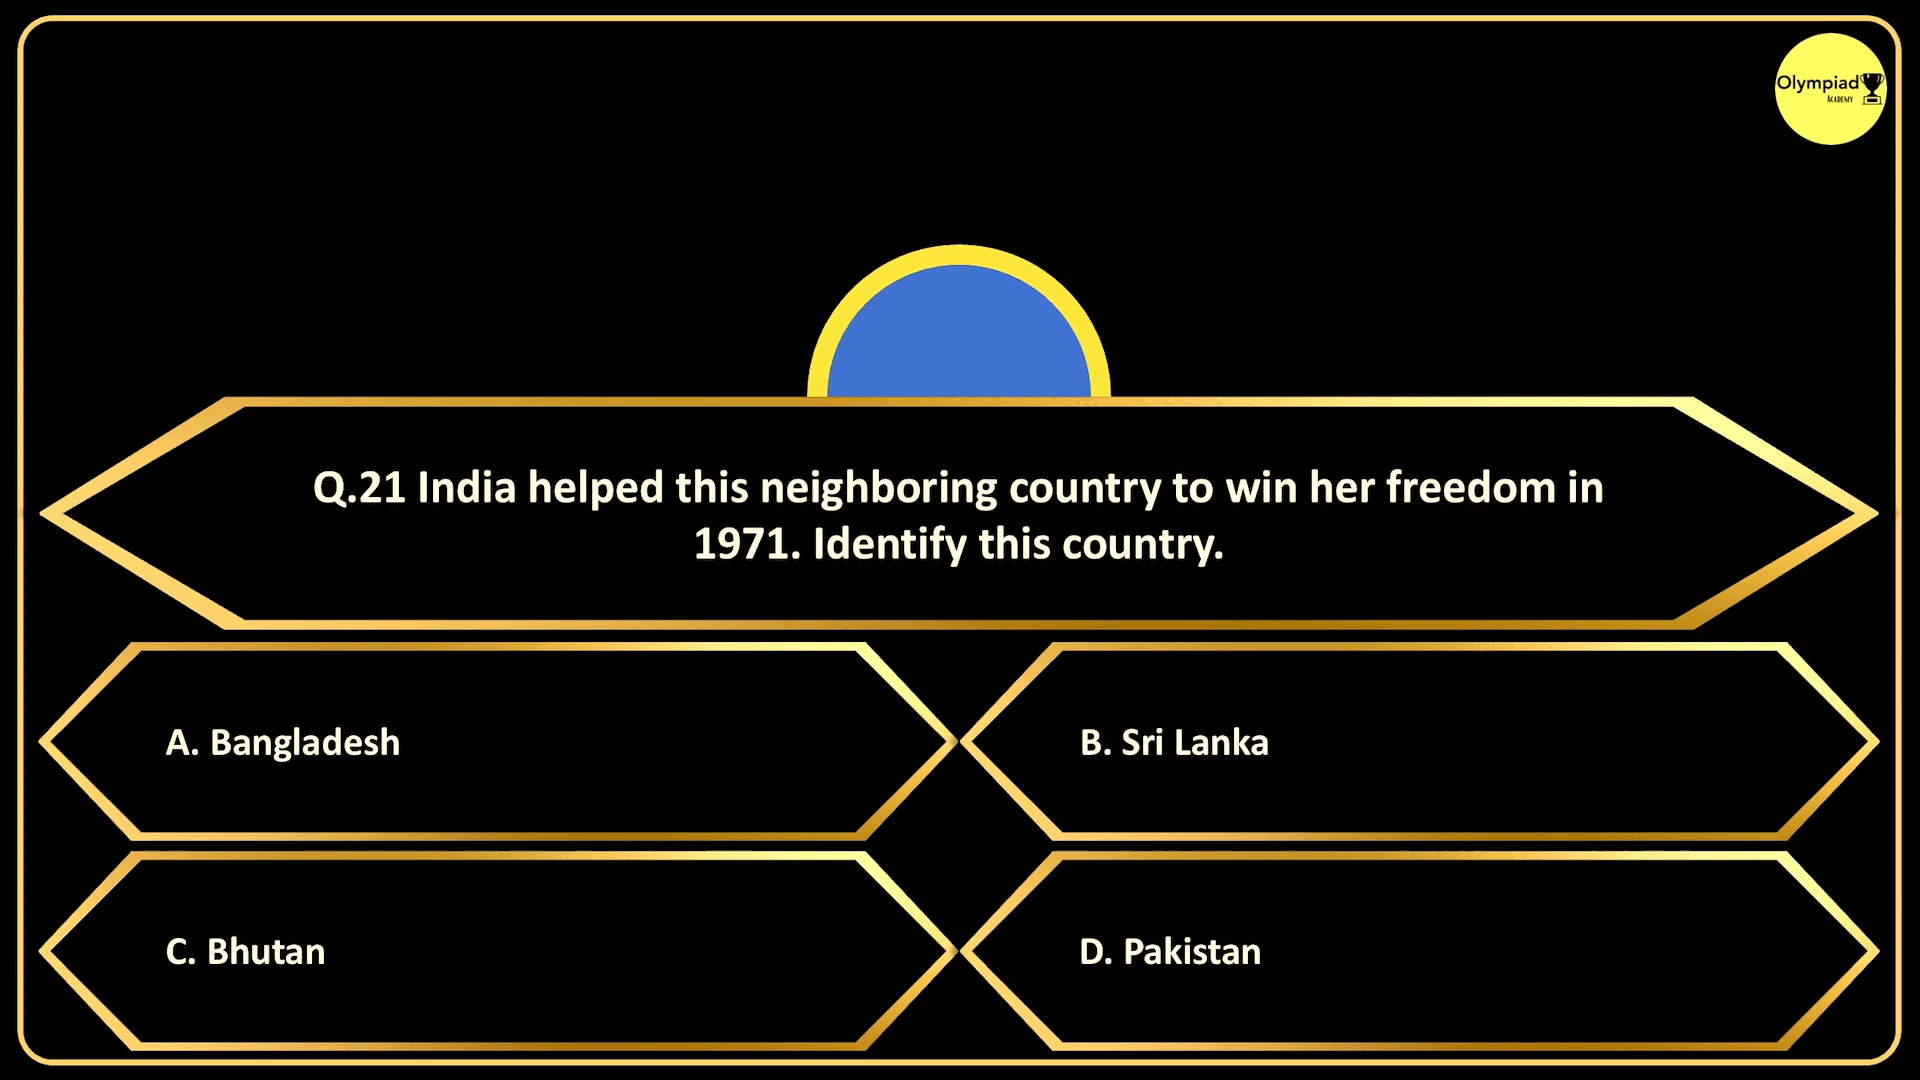 Olympiad
ACADEMY
Q.21 India helped this neighboring country to win her freedom in
1971. Identify this country.
A. Bangladesh
B. Sri Lanka
C. Bhutan
D. Pakistan